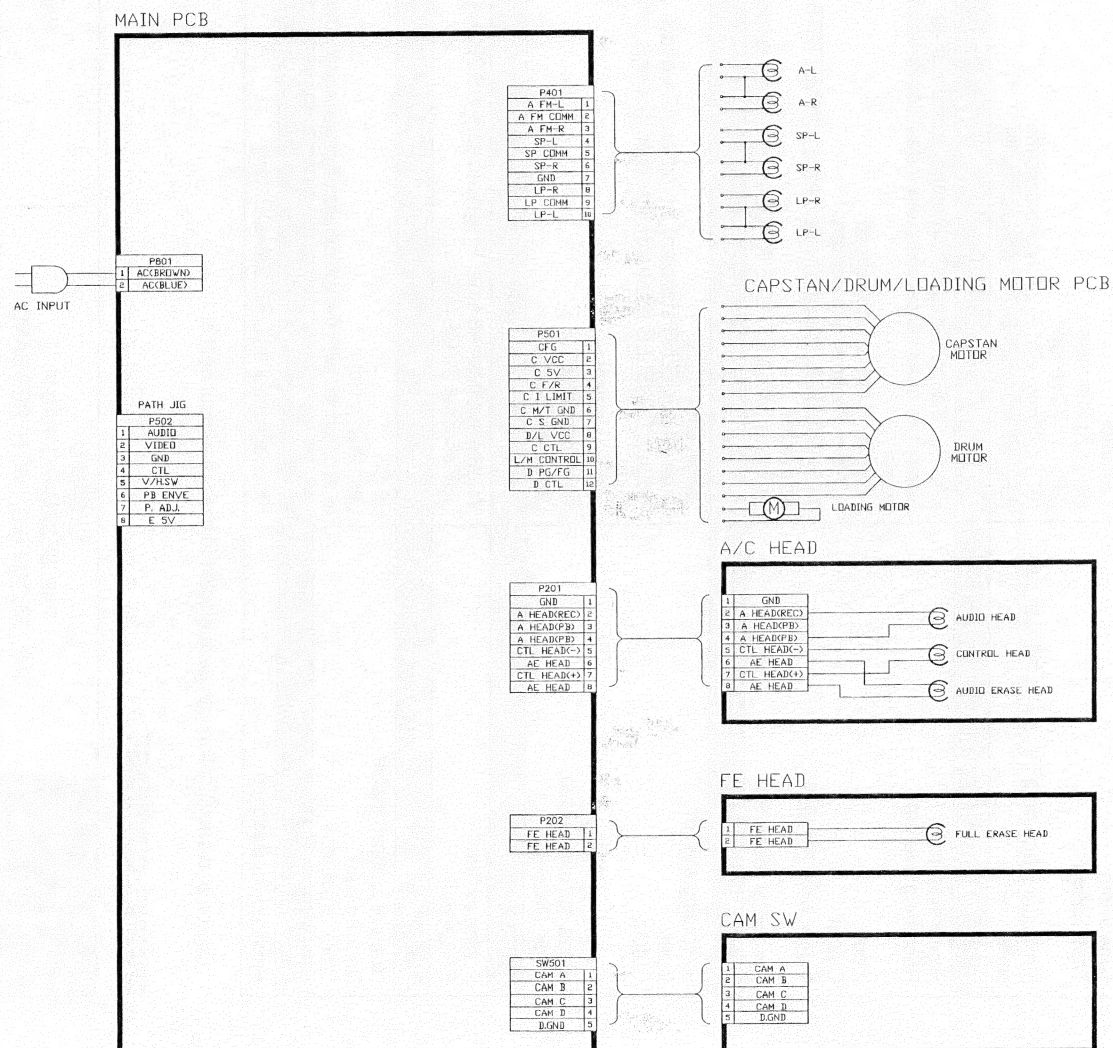 MAIN PCB
P401
A FM-L 1
A FM COMM 2
A FM-R 3
SP-L 4
SP COMM 5
SP-R 6
GND 7
LP-R 8
LP COMM 9
LP-L 10
A-L
A-R
SP-L
SP-R
LP-R
LP-L
P801
1 AC(BROWN)
2 AC(BLUE)
AC INPUT
CAPSTAN/DRUM/LOADING MOTOR PCB
P501
CFG 1
C VCC 2
C 5V 3
C F/R 4
C I LIMIT 5
C M/T GND 6
C S GND 7
D/L VCC 8
C CTL 9
L/M CONTROL 10
D PG/FG 11
D CTL 12
CAPSTAN
MOTOR
DRUM
MOTOR
M
LOADING MOTOR
PATH JIG
P502
1 AUDIO
2 VIDEO
3 GND
4 CTL
5 V/H.SW
6 PB ENVE
7 P. ADJ.
8 E 5V
A/C HEAD
P201
GND 1
A HEAD(REC) 2
A HEAD(PB) 3
A HEAD(PB) 4
CTL HEAD(-) 5
AE HEAD 6
CTL HEAD(+) 7
AE HEAD 8
1 GND
2 A HEAD(REC)
3 A HEAD(PB)
4 A HEAD(PB)
5 CTL HEAD(-)
6 AE HEAD
7 CTL HEAD(+)
8 AE HEAD
AUDIO HEAD
CONTROL HEAD
AUDIO ERASE HEAD
FE HEAD
P202
FE HEAD 1
FE HEAD 2
1 FE HEAD
2 FE HEAD
FULL ERASE HEAD
CAM SW
SW501
CAM A 1
CAM B 2
CAM C 3
CAM D 4
D.GND 5
1 CAM A
2 CAM B
3 CAM C
4 CAM D
5 D.GND